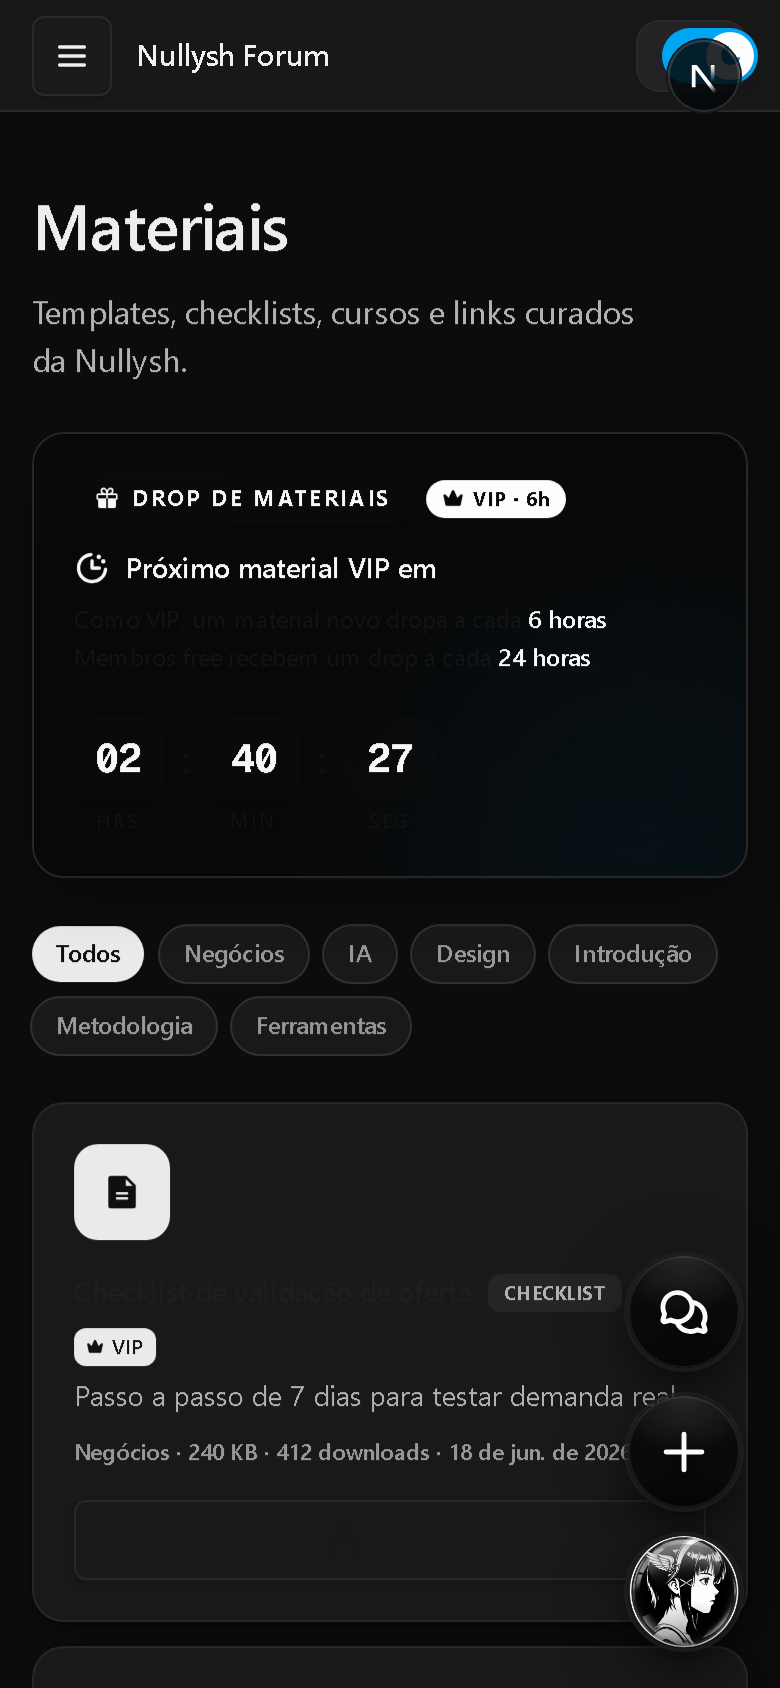 Nullysh Forum
N
Materiais
Templates, checklists, cursos e links curados
da Nullysh.
DROP DE MATERIAIS
VIP · 6h
Próximo material VIP em
Como VIP, um material novo dropa a cada 6 horas
Membros free recebem um drop a cada 24 horas
02 : 40 : 27
HRS MIN SEG
Todos Negócios IA Design Introdução
Metodologia Ferramentas
Checklist de validação de oferta CHECKLIST
VIP
Passo a passo de 7 dias para testar demanda real
Negócios · 240 KB · 412 downloads · 18 de jun. de 2026